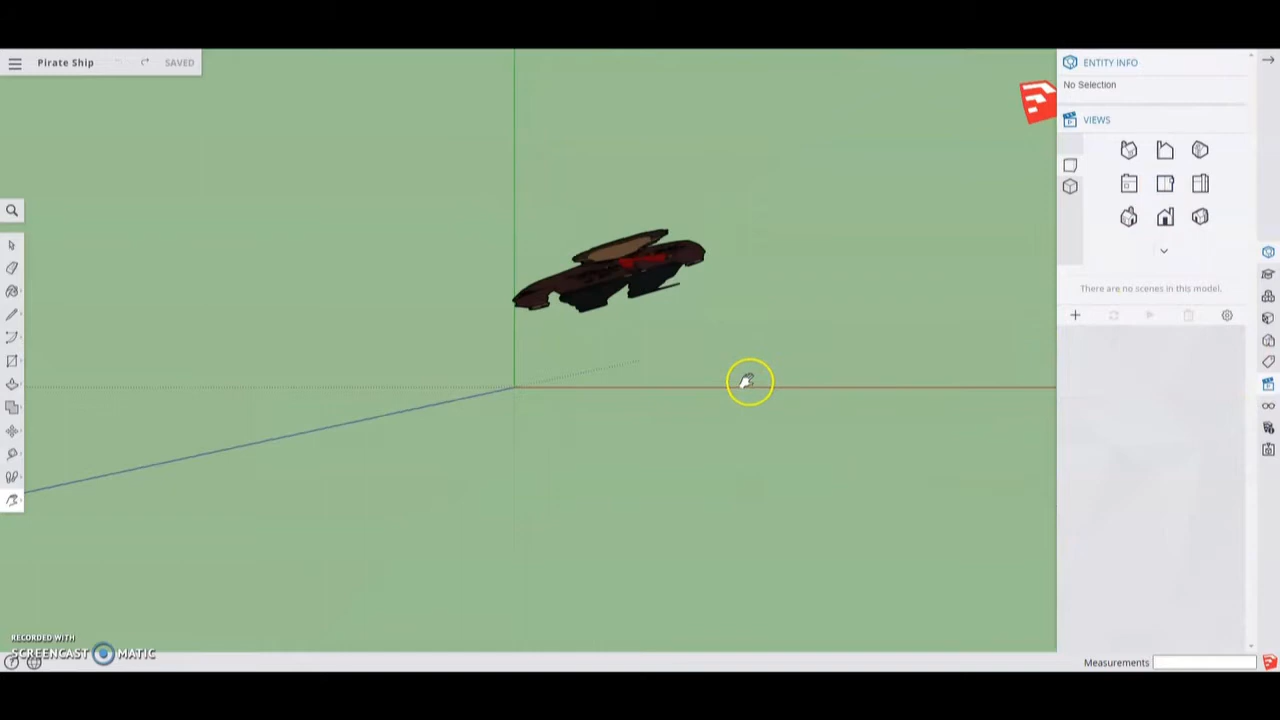 Pirate Ship SAVED
ENTITY INFO
No Selection
VIEWS
There are no scenes in this model.
RECORDED WITH
SCREENCAST MATIC
Measurements